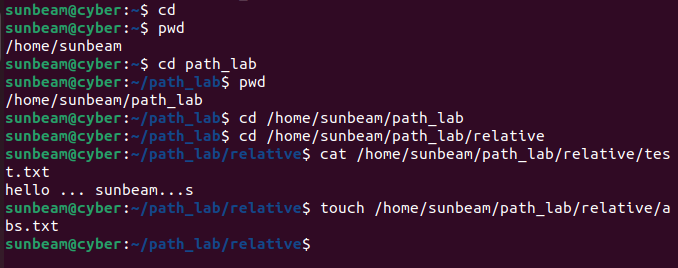 sunbeam@cyber:~$ cd
sunbeam@cyber:~$ pwd
/home/sunbeam
sunbeam@cyber:~$ cd path_lab
sunbeam@cyber:~/path_lab$ pwd
/home/sunbeam/path_lab
sunbeam@cyber:~/path_lab$ cd /home/sunbeam/path_lab
sunbeam@cyber:~/path_lab$ cd /home/sunbeam/path_lab/relative
sunbeam@cyber:~/path_lab/relative$ cat /home/sunbeam/path_lab/relative/tes
t.txt
hello ... sunbeam...s
sunbeam@cyber:~/path_lab/relative$ touch /home/sunbeam/path_lab/relative/a
bs.txt
sunbeam@cyber:~/path_lab/relative$